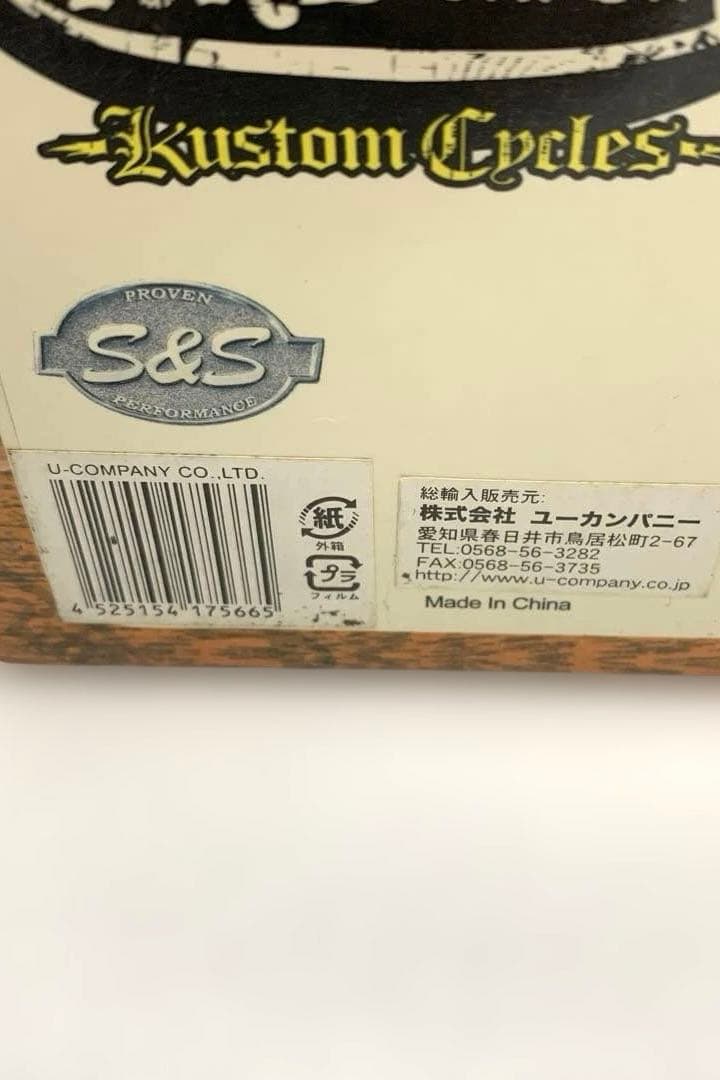 Kustom Cycles
PROVEN
S&S
PERFORMANCE
U-COMPANY CO.,LTD.
4 525154 175665
紙
外箱
プラ
フィルム
総輸入販売元:
株式会社 ユーカンパニー
愛知県春日井市鳥居松町2-67
TEL:0568-56-3282
FAX:0568-56-3735
http://www.u-company.co.jp
Made In China